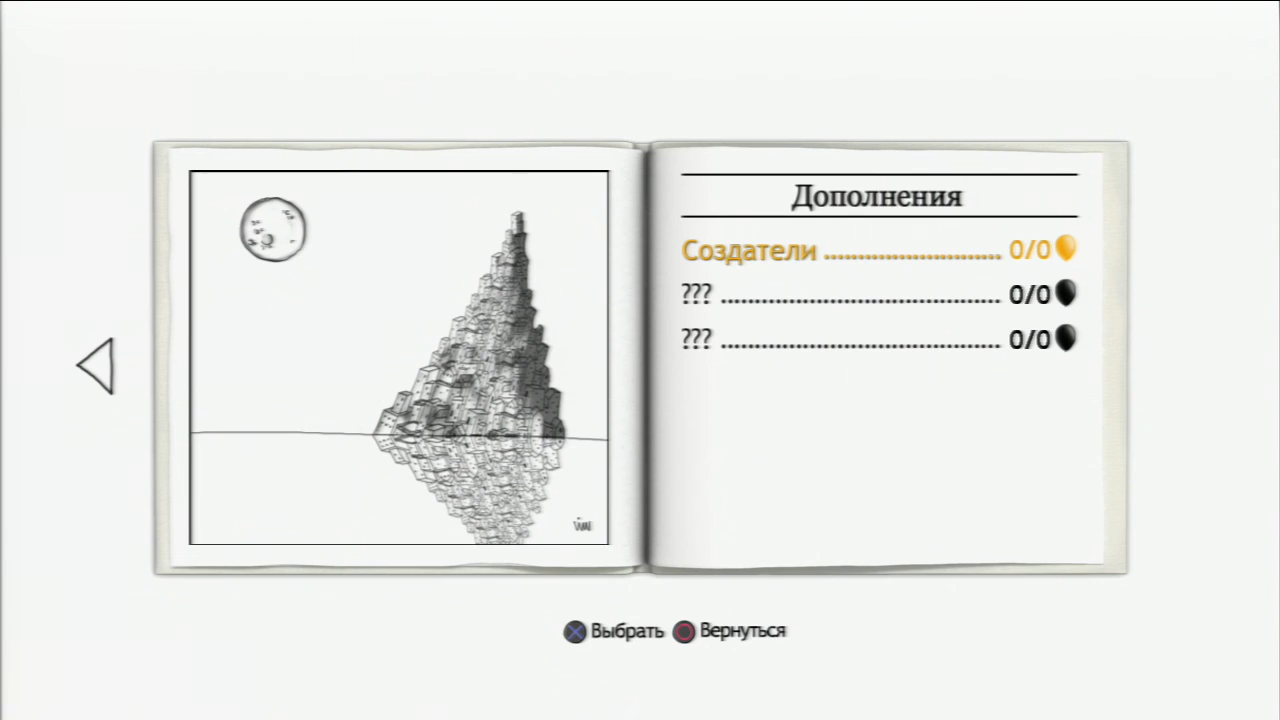 Дополнения
Создатели ........................... 0/0
??? .......................................... 0/0
??? .......................................... 0/0
Выбрать Вернуться